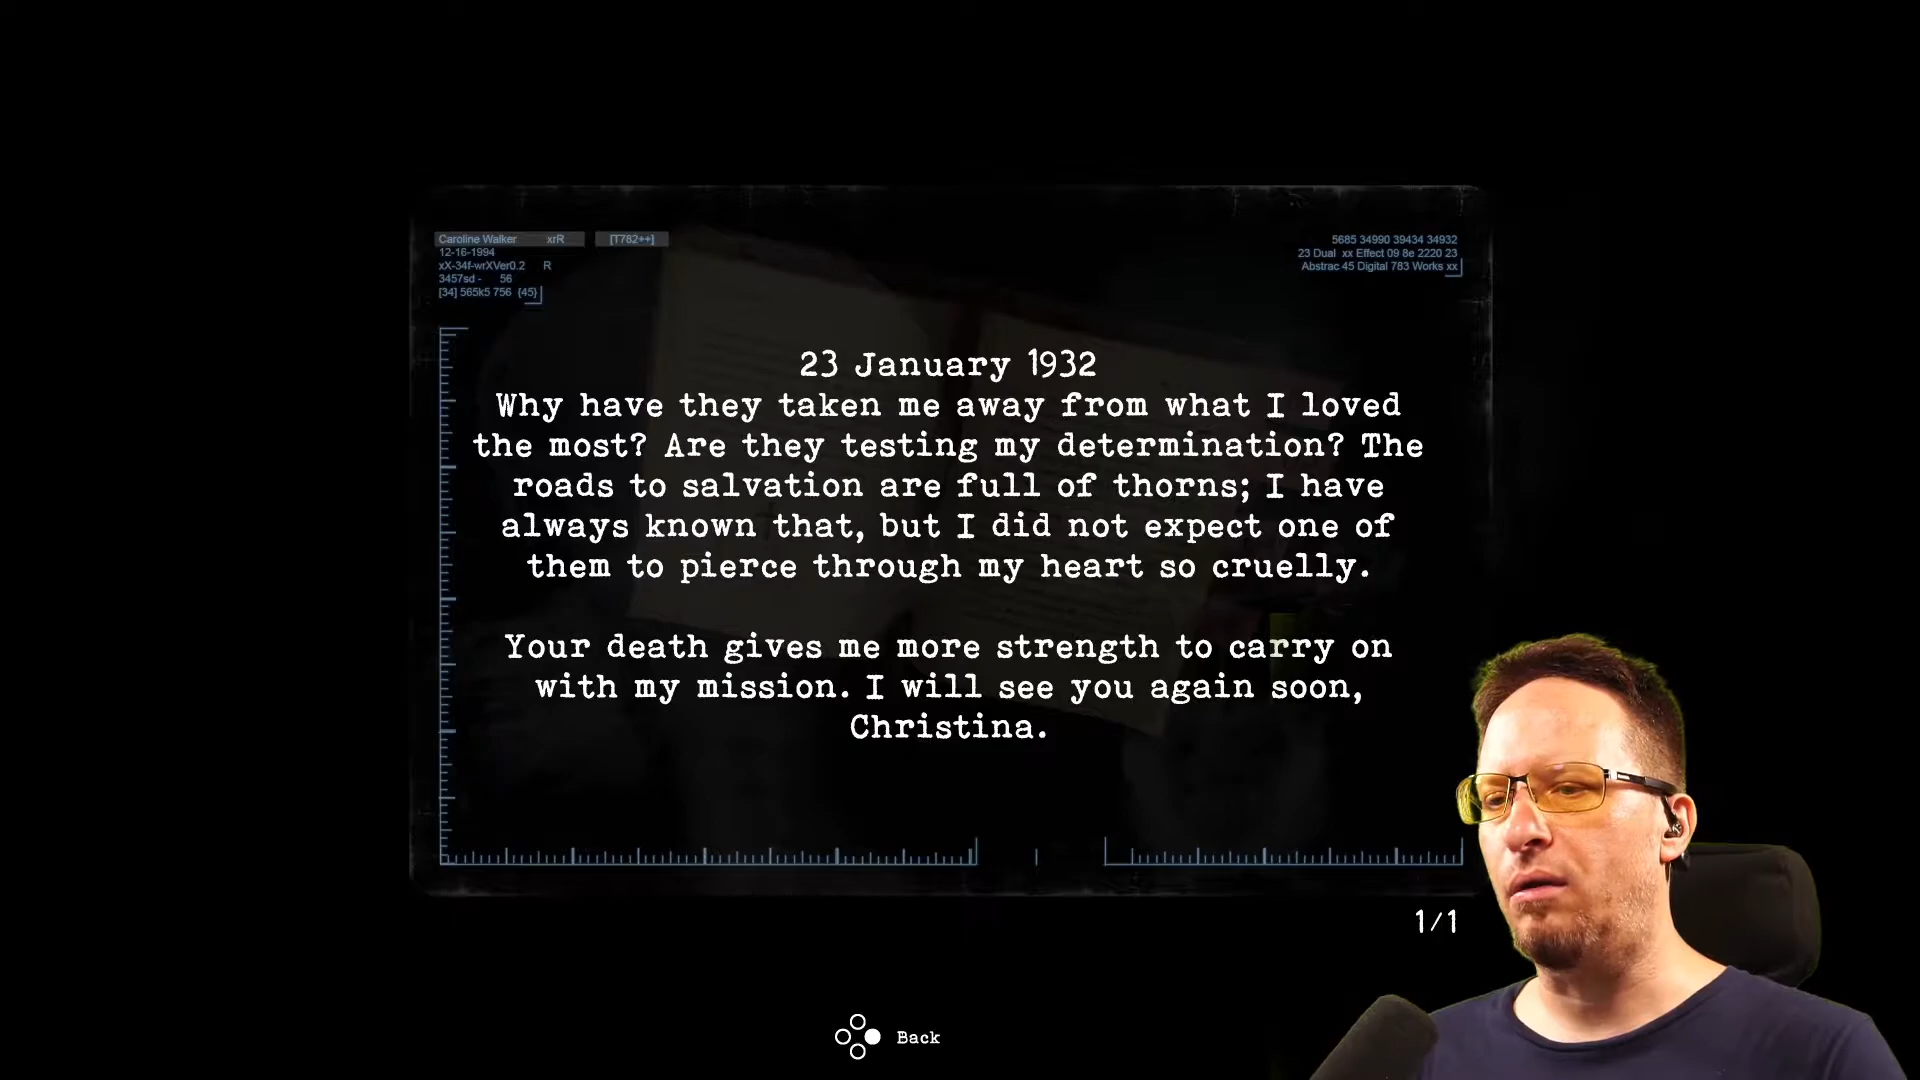 Caroline Walker xrR [T782++]
12-16-1994
xX-34f-wrXVer0.2 R
3457sd - 56
[34] 565k5 756 {45}
5685 34990 39434 34932
23 Dual xx Effect 09 8e 2220 23
Abstrac 45 Digital 783 Works xx
23 January 1932
Why have they taken me away from what I loved
the most? Are they testing my determination? The
roads to salvation are full of thorns; I have
always known that, but I did not expect one of
them to pierce through my heart so cruelly.
Your death gives me more strength to carry on
with my mission. I will see you again soon,
Christina.
1/1
Back